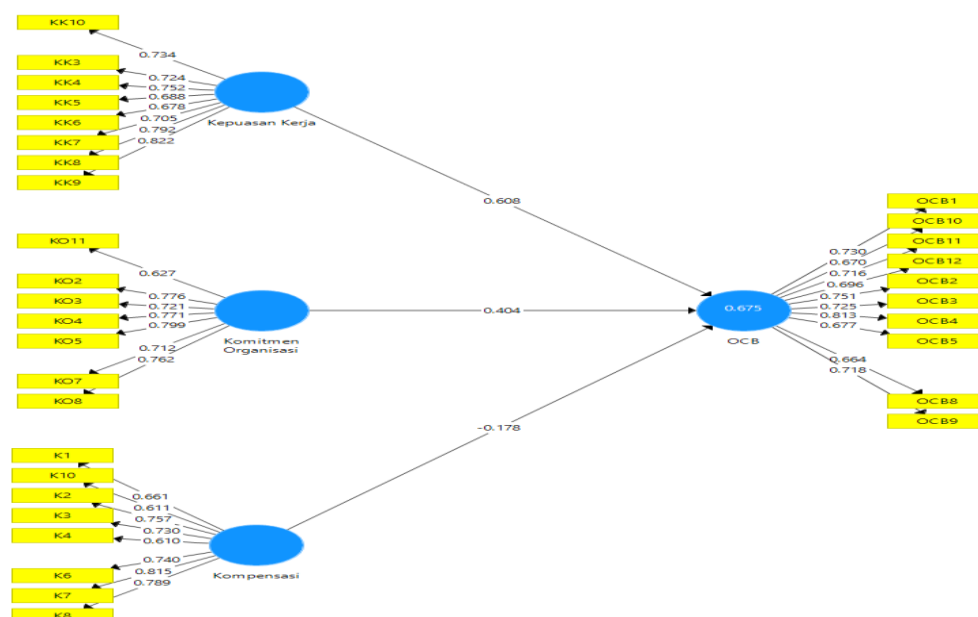 KK10
0.734
KK3
KK4
KK5
KK6
KK7
KK8
KK9
0.724
0.752
0.688
0.678
0.705
0.792
0.822
Kepuasan Kerja
0.608
KO11
0.627
KO2
KO3
KO4
KO5
KO7
KO8
0.776
0.721
0.771
0.799
0.712
0.762
Komitmen
Organisasi
0.404
K1
K10
K2
K3
K4
K6
K7
K8
0.661
0.611
0.757
0.730
0.610
0.740
0.815
0.789
Kompensasi
-0.178
0.675
OCB
0.730
0.670
0.716
0.696
0.751
0.725
0.813
0.677
0.664
0.718
OCB1
OCB10
OCB11
OCB12
OCB2
OCB3
OCB4
OCB5
OCB8
OCB9